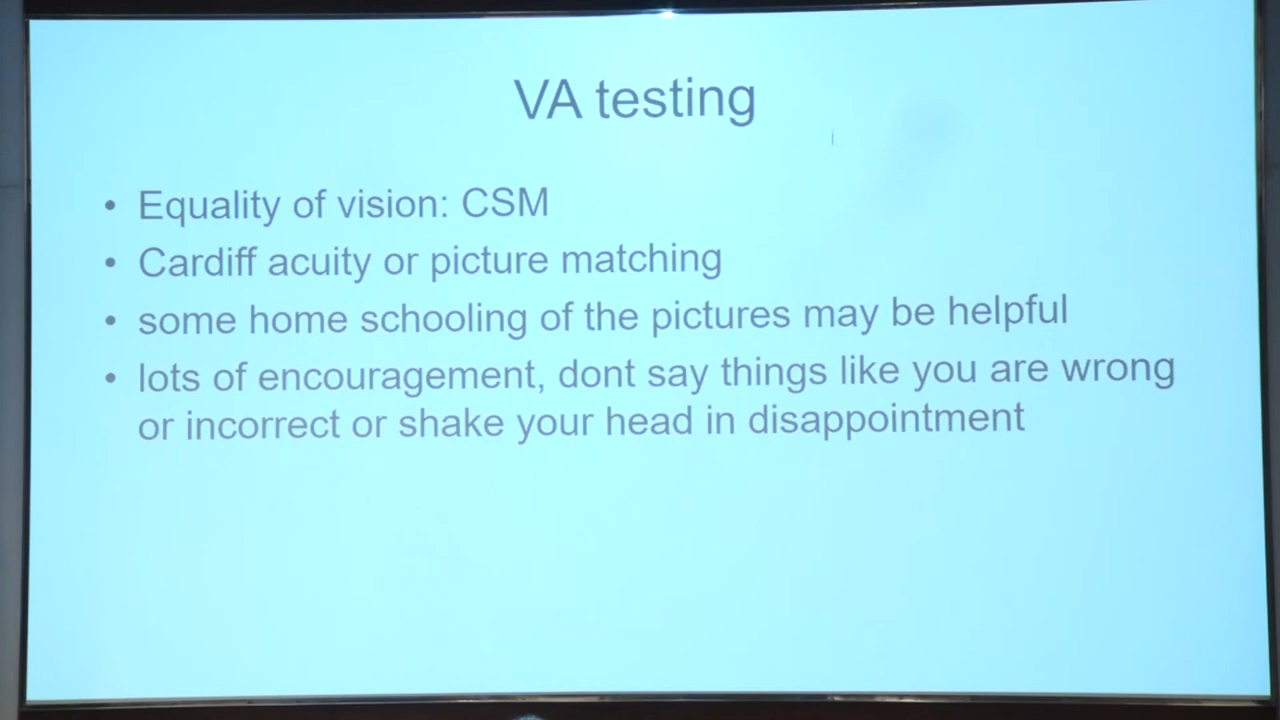 VA testing
• Equality of vision: CSM
• Cardiff acuity or picture matching
• some home schooling of the pictures may be helpful
• lots of encouragement, dont say things like you are wrong
or incorrect or shake your head in disappointment